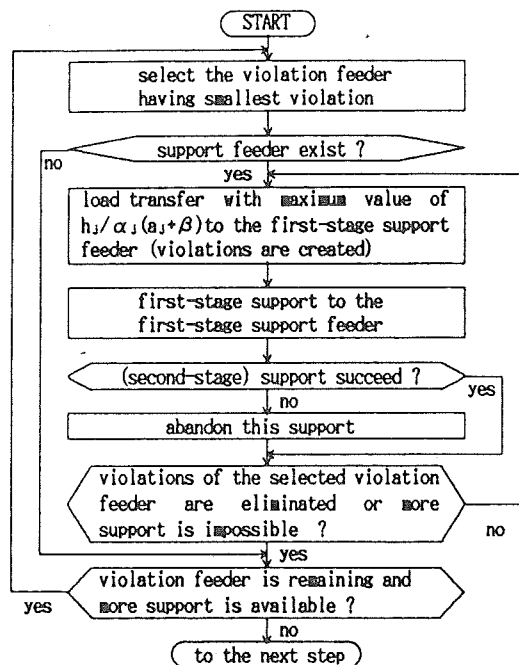 START
select the violation feeder
having smallest violation
support feeder exist ?
no
yes
load transfer with maximum value of
hⱼ/αⱼ(aⱼ+β)to the first-stage support
feeder (violations are created)
first-stage support to the
first-stage support feeder
(second-stage) support succeed ?
yes
no
abandon this support
violations of the selected violation
feeder are eliminated or more
support is impossible ?
no
yes
violation feeder is remaining and
more support is available ?
yes
no
to the next step